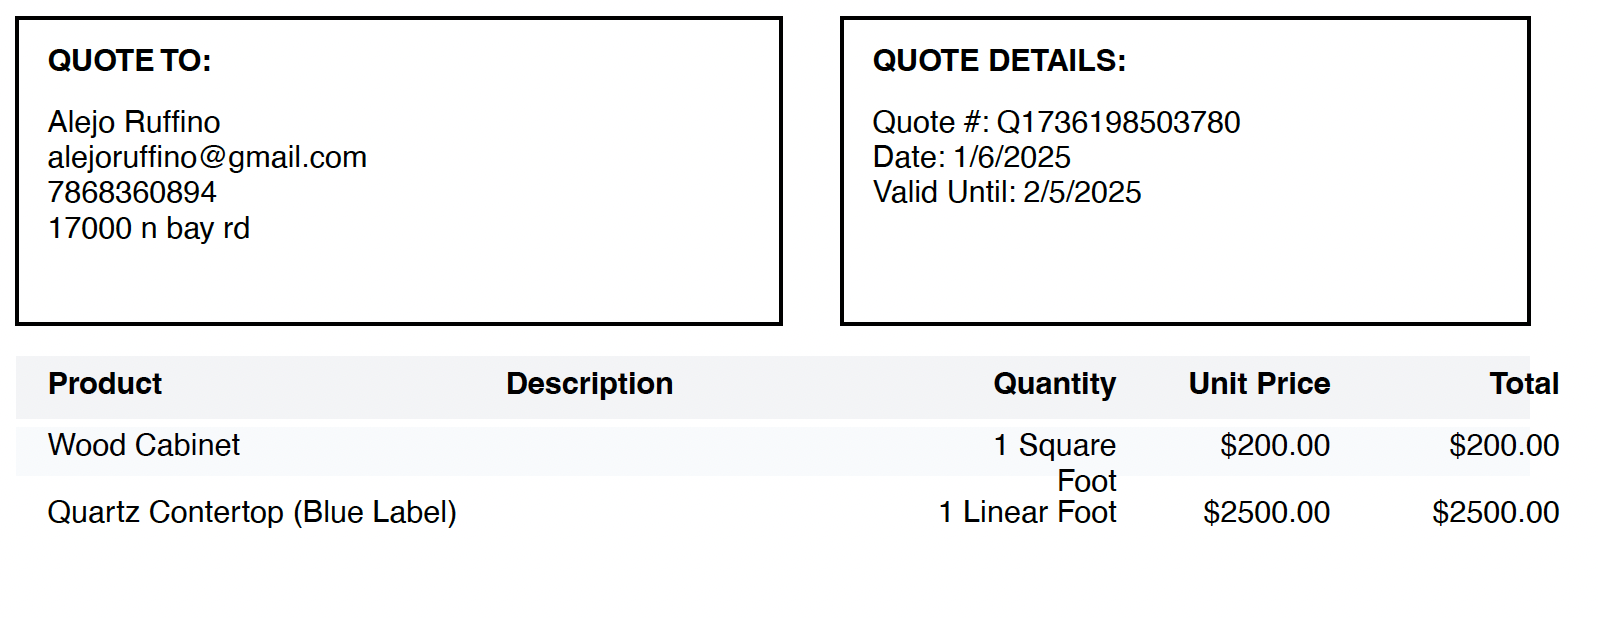 QUOTE TO:
Alejo Ruffino
alejoruffino@gmail.com
7868360894
17000 n bay rd
QUOTE DETAILS:
Quote #: Q1736198503780
Date: 1/6/2025
Valid Until: 2/5/2025
Product Description Quantity Unit Price Total
Wood Cabinet 1 Square $200.00 $200.00
Foot
Quartz Contertop (Blue Label) 1 Linear Foot $2500.00 $2500.00